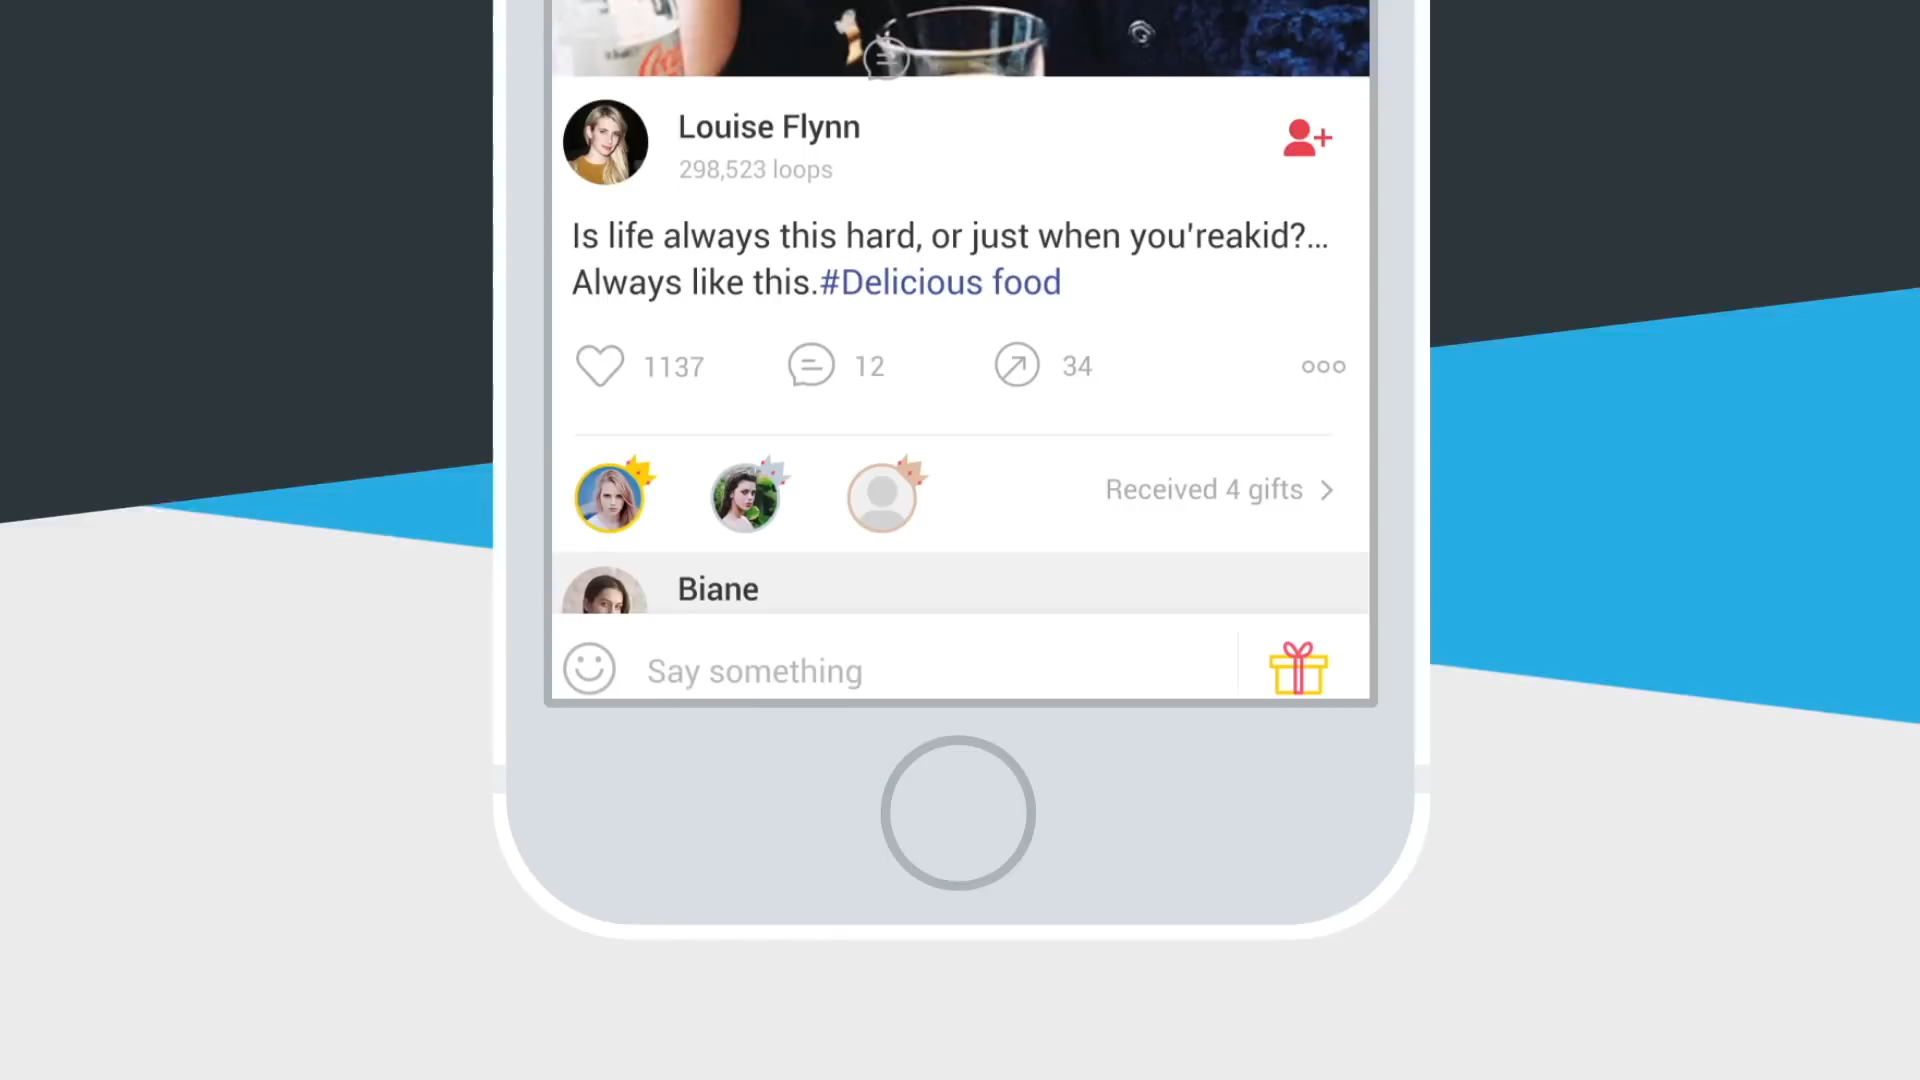 Coca
Louise Flynn
298,523 loops
Is life always this hard, or just when you'reakid?...
Always like this.#Delicious food
1137
12
34
Received 4 gifts
Biane
Say something